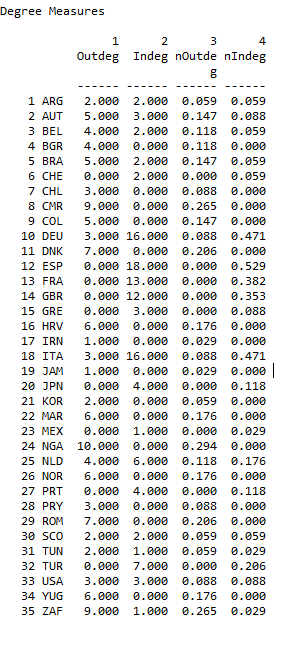 Degree Measures
1 2 3 4
Outdeg Indeg nOutde nIndeg
g
------ ------ ------ ------
1 ARG 2.000 2.000 0.059 0.059
2 AUT 5.000 3.000 0.147 0.088
3 BEL 4.000 2.000 0.118 0.059
4 BGR 4.000 0.000 0.118 0.000
5 BRA 5.000 2.000 0.147 0.059
6 CHE 0.000 2.000 0.000 0.059
7 CHL 3.000 0.000 0.088 0.000
8 CMR 9.000 0.000 0.265 0.000
9 COL 5.000 0.000 0.147 0.000
10 DEU 3.000 16.000 0.088 0.471
11 DNK 7.000 0.000 0.206 0.000
12 ESP 0.000 18.000 0.000 0.529
13 FRA 0.000 13.000 0.000 0.382
14 GBR 0.000 12.000 0.000 0.353
15 GRE 0.000 3.000 0.000 0.088
16 HRV 6.000 0.000 0.176 0.000
17 IRN 1.000 0.000 0.029 0.000
18 ITA 3.000 16.000 0.088 0.471
19 JAM 1.000 0.000 0.029 0.000
20 JPN 0.000 4.000 0.000 0.118
21 KOR 2.000 0.000 0.059 0.000
22 MAR 6.000 0.000 0.176 0.000
23 MEX 0.000 1.000 0.000 0.029
24 NGA 10.000 0.000 0.294 0.000
25 NLD 4.000 6.000 0.118 0.176
26 NOR 6.000 0.000 0.176 0.000
27 PRT 0.000 4.000 0.000 0.118
28 PRY 3.000 0.000 0.088 0.000
29 ROM 7.000 0.000 0.206 0.000
30 SCO 2.000 2.000 0.059 0.059
31 TUN 2.000 1.000 0.059 0.029
32 TUR 0.000 7.000 0.000 0.206
33 USA 3.000 3.000 0.088 0.088
34 YUG 6.000 0.000 0.176 0.000
35 ZAF 9.000 1.000 0.265 0.029